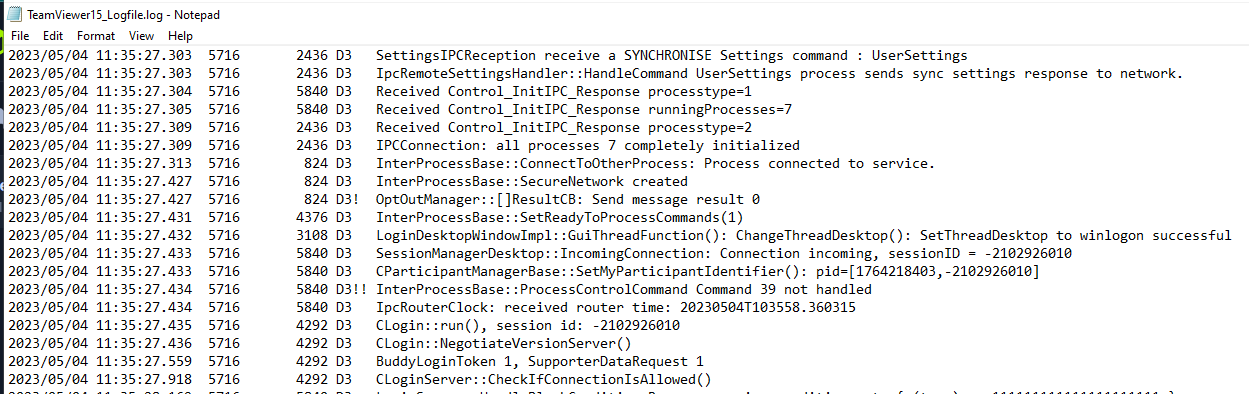 TeamViewer15_Logfile.log - Notepad
File Edit Format View Help
2023/05/04 11:35:27.303 5716 2436 D3 SettingsIPCReception receive a SYNCHRONISE Settings command : UserSettings
2023/05/04 11:35:27.303 5716 2436 D3 IpcRemoteSettingsHandler::HandleCommand UserSettings process sends sync settings response to network.
2023/05/04 11:35:27.304 5716 5840 D3 Received Control_InitIPC_Response processtype=1
2023/05/04 11:35:27.305 5716 5840 D3 Received Control_InitIPC_Response runningProcesses=7
2023/05/04 11:35:27.309 5716 2436 D3 Received Control_InitIPC_Response processtype=2
2023/05/04 11:35:27.309 5716 2436 D3 IPCConnection: all processes 7 completely initialized
2023/05/04 11:35:27.313 5716 824 D3 InterProcessBase::ConnectToOtherProcess: Process connected to service.
2023/05/04 11:35:27.427 5716 824 D3 InterProcessBase::SecureNetwork created
2023/05/04 11:35:27.427 5716 824 D3! OptOutManager::[]ResultCB: Send message result 0
2023/05/04 11:35:27.431 5716 4376 D3 InterProcessBase::SetReadyToProcessCommands(1)
2023/05/04 11:35:27.432 5716 3108 D3 LoginDesktopWindowImpl::GuiThreadFunction(): ChangeThreadDesktop(): SetThreadDesktop to winlogon successful
2023/05/04 11:35:27.433 5716 5840 D3 SessionManagerDesktop::IncomingConnection: Connection incoming, sessionID = -2102926010
2023/05/04 11:35:27.433 5716 5840 D3 CParticipantManagerBase::SetMyParticipantIdentifier(): pid=[1764218403,-2102926010]
2023/05/04 11:35:27.434 5716 5840 D3!! InterProcessBase::ProcessControlCommand Command 39 not handled
2023/05/04 11:35:27.434 5716 5840 D3 IpcRouterClock: received router time: 20230504T103558.360315
2023/05/04 11:35:27.435 5716 4292 D3 CLogin::run(), session id: -2102926010
2023/05/04 11:35:27.436 5716 4292 D3 CLogin::NegotiateVersionServer()
2023/05/04 11:35:27.559 5716 4292 D3 BuddyLoginToken 1, SupporterDataRequest 1
2023/05/04 11:35:27.918 5716 4292 D3 CLoginServer::CheckIfConnectionIsAllowed()